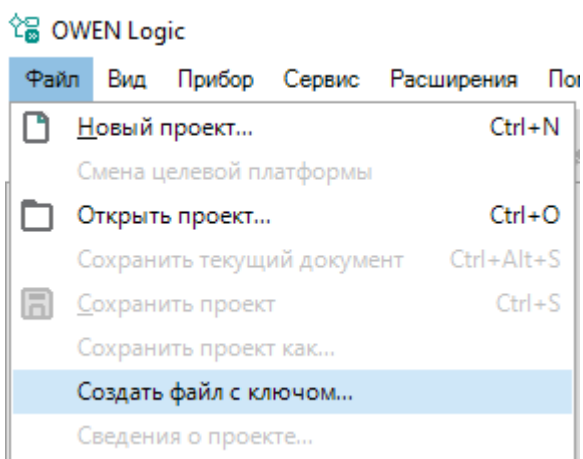 OWEN Logic
Файл Вид Прибор Сервис Расширения
Новый проект... Ctrl+N
Смена целевой платформы
Открыть проект... Ctrl+O
Сохранить текущий документ Ctrl+Alt+S
Сохранить проект Ctrl+S
Сохранить проект как...
Создать файл с ключом...
Сведения о проекте...